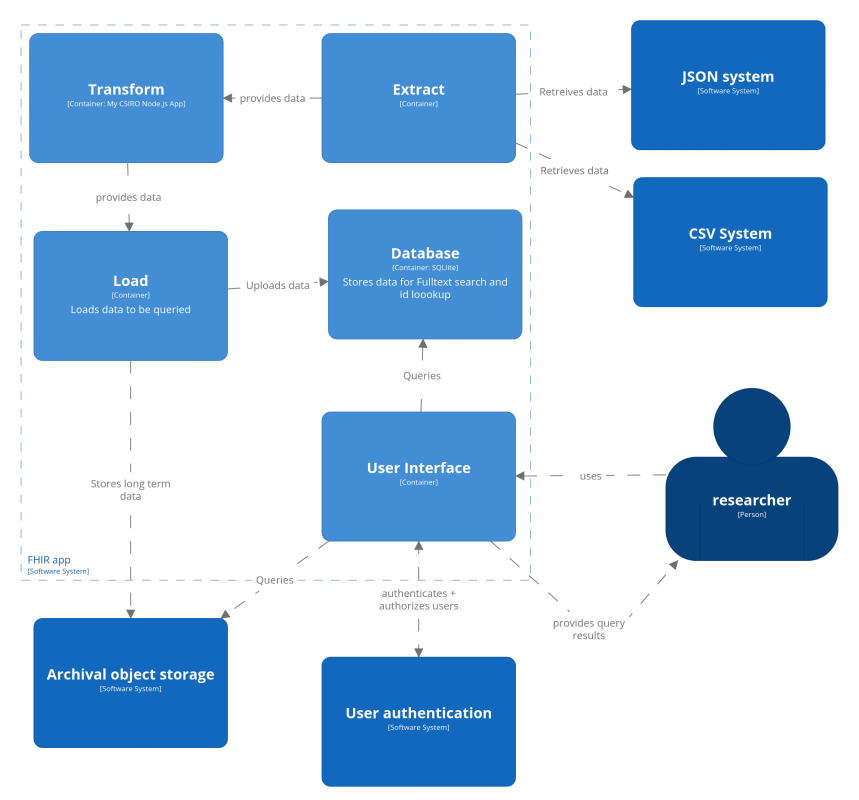 Transform
[Container: My CSIRO Node.js App]
provides data
Extract
[Container]
Retreives data
JSON system
[Software System]
Retrieves data
CSV System
[Software System]
provides data
Load
[Container]
Loads data to be queried
Uploads data
Database
[Container: SQLlite]
Stores data for Fulltext search and
id loookup
Queries
User Interface
[Container]
uses
researcher
[Person]
Stores long term
data
FHIR app
[Software System]
Queries
authenticates +
authorizes users
provides query
results
Archival object storage
[Software System]
User authentication
[Software System]